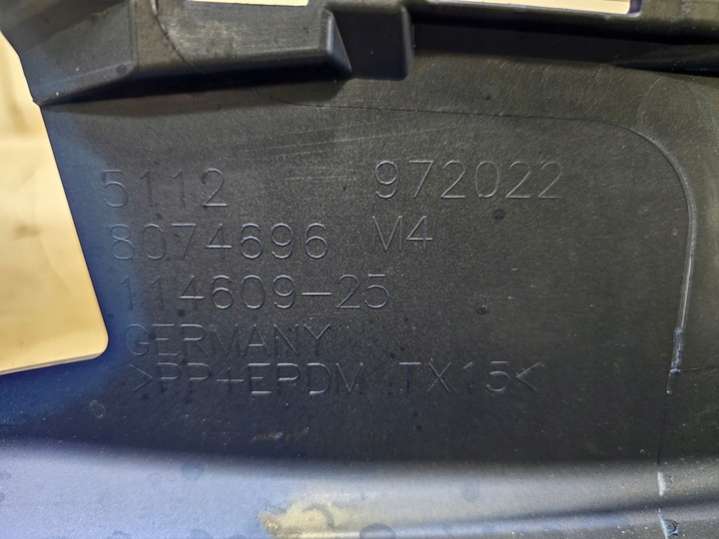 5112 972022
8074696 M4
114609-25
GERMANY
>PP+EPDM TX15<